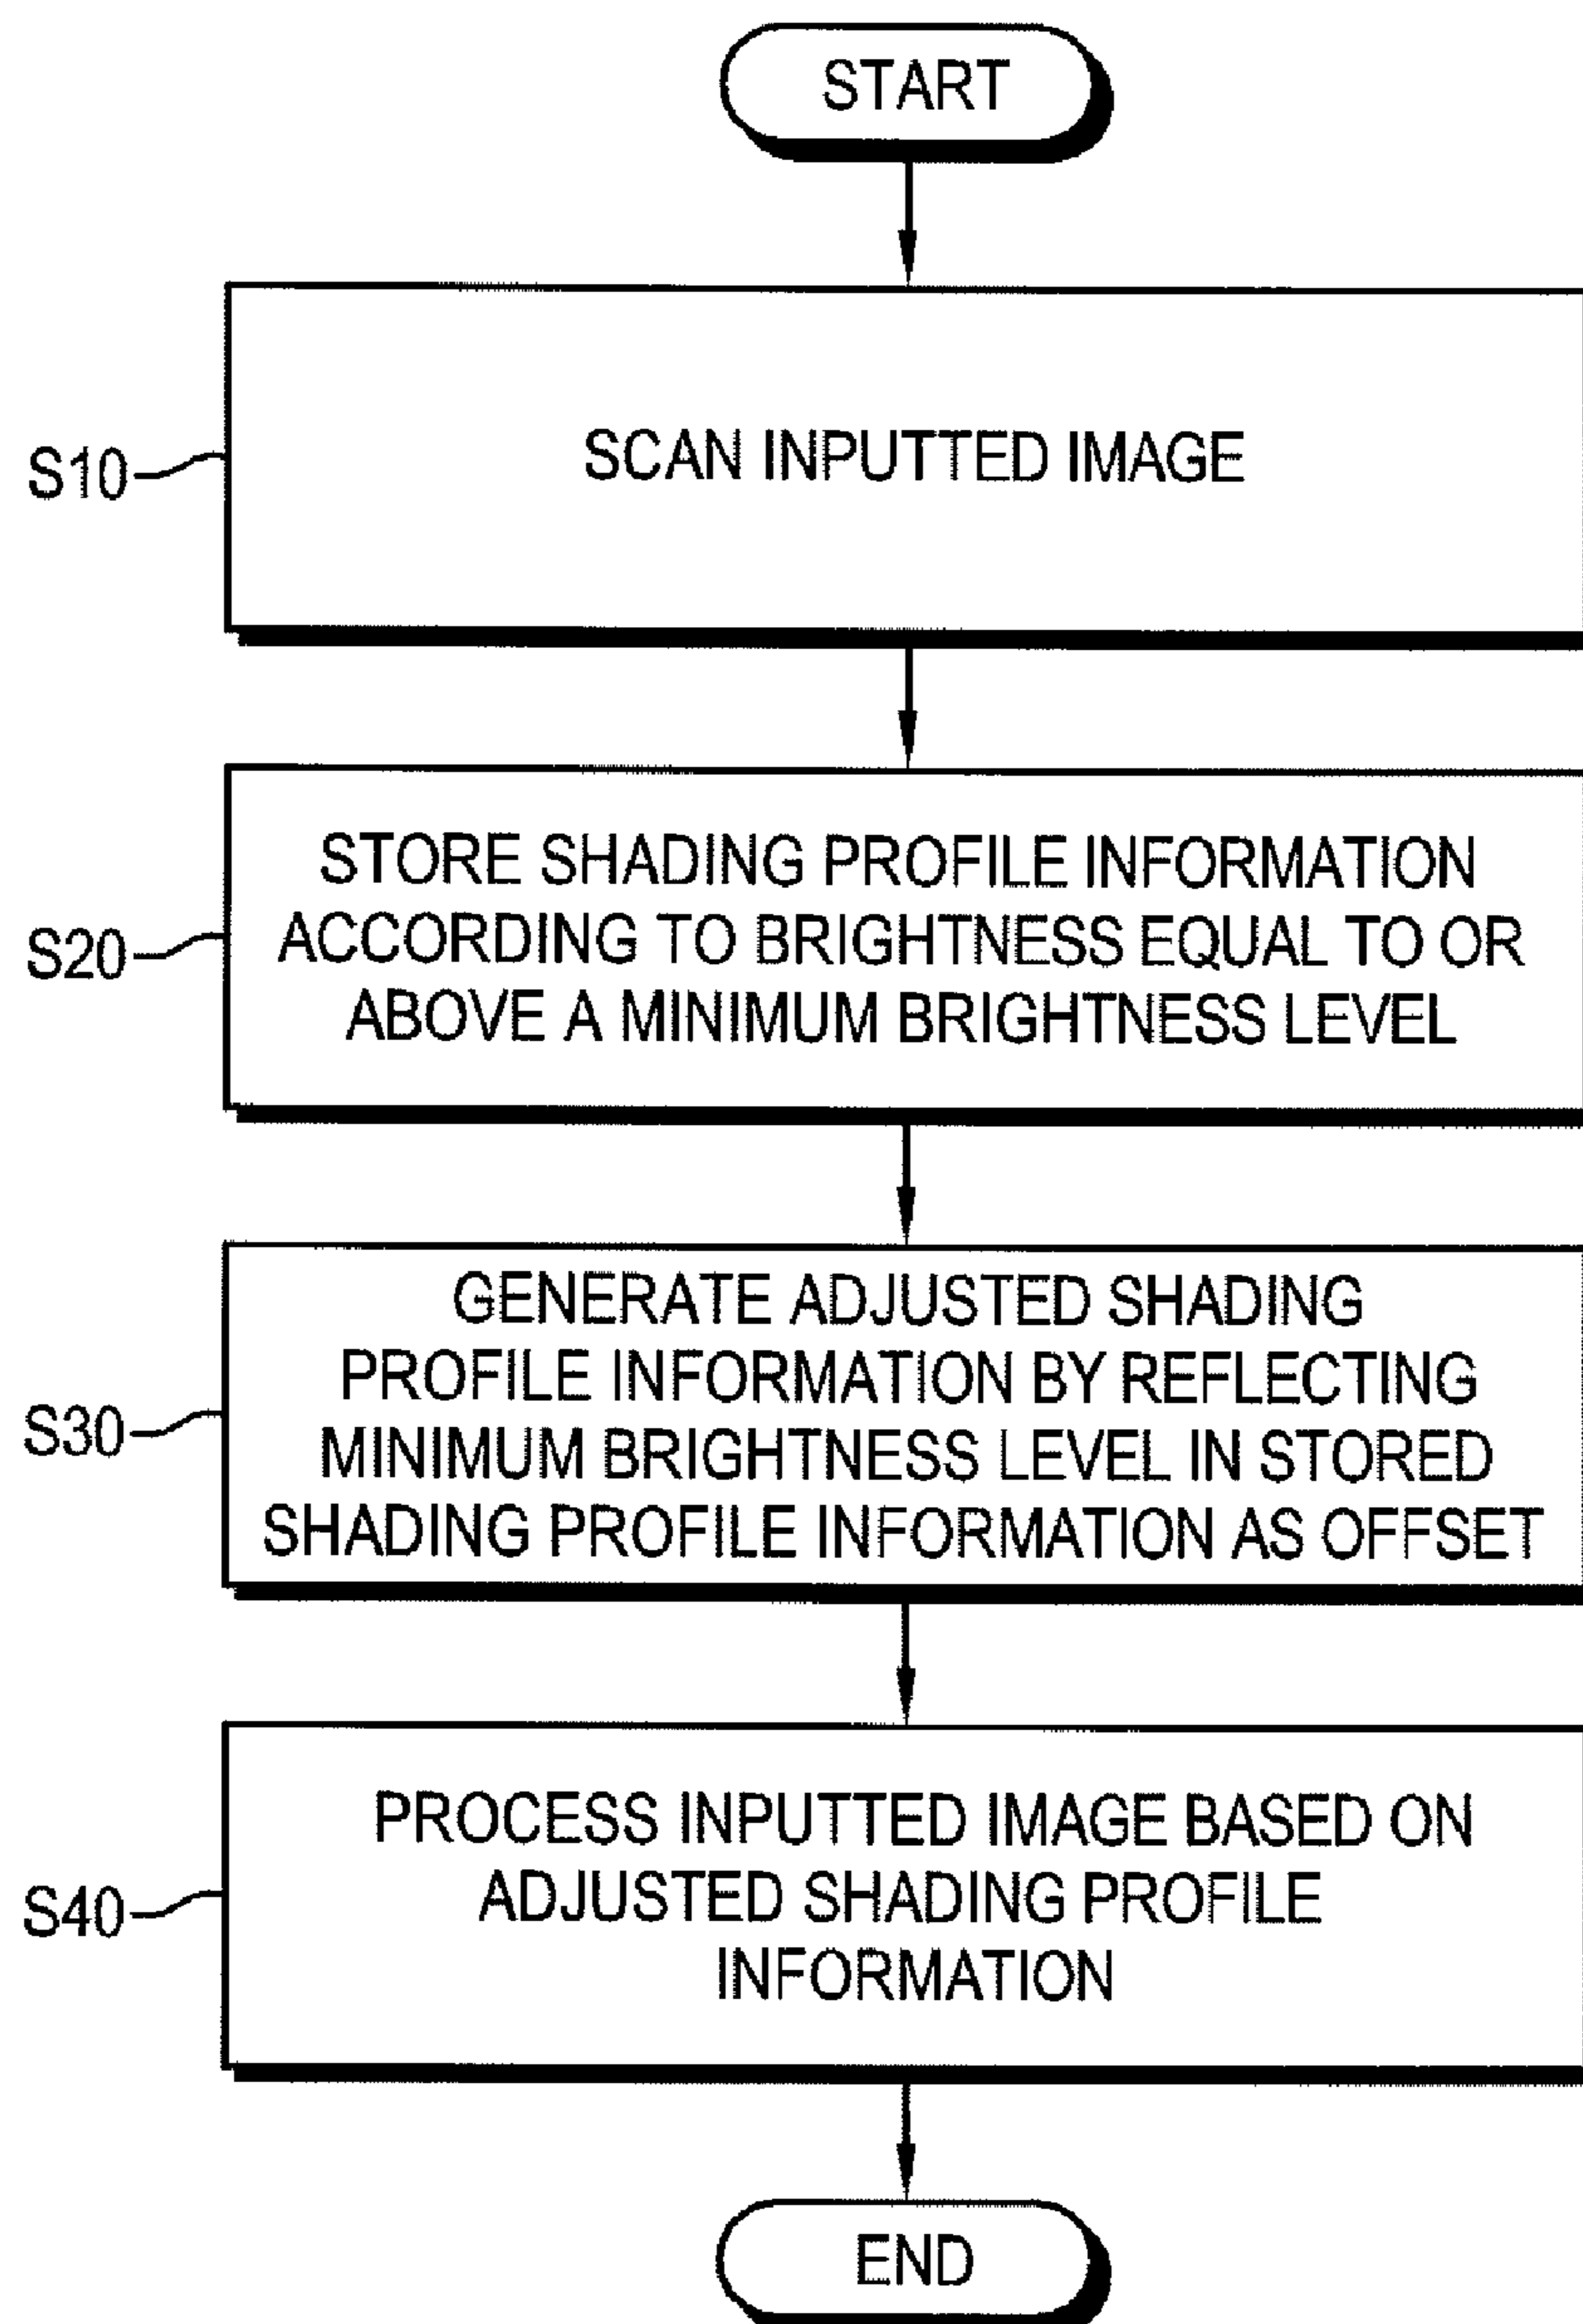 START
S10
SCAN INPUTTED IMAGE
S20
STORE SHADING PROFILE INFORMATION
ACCORDING TO BRIGHTNESS EQUAL TO OR
ABOVE A MINIMUM BRIGHTNESS LEVEL
S30
GENERATE ADJUSTED SHADING
PROFILE INFORMATION BY REFLECTING
MINIMUM BRIGHTNESS LEVEL IN STORED
SHADING PROFILE INFORMATION AS OFFSET
S40
PROCESS INPUTTED IMAGE BASED ON
ADJUSTED SHADING PROFILE
INFORMATION
END